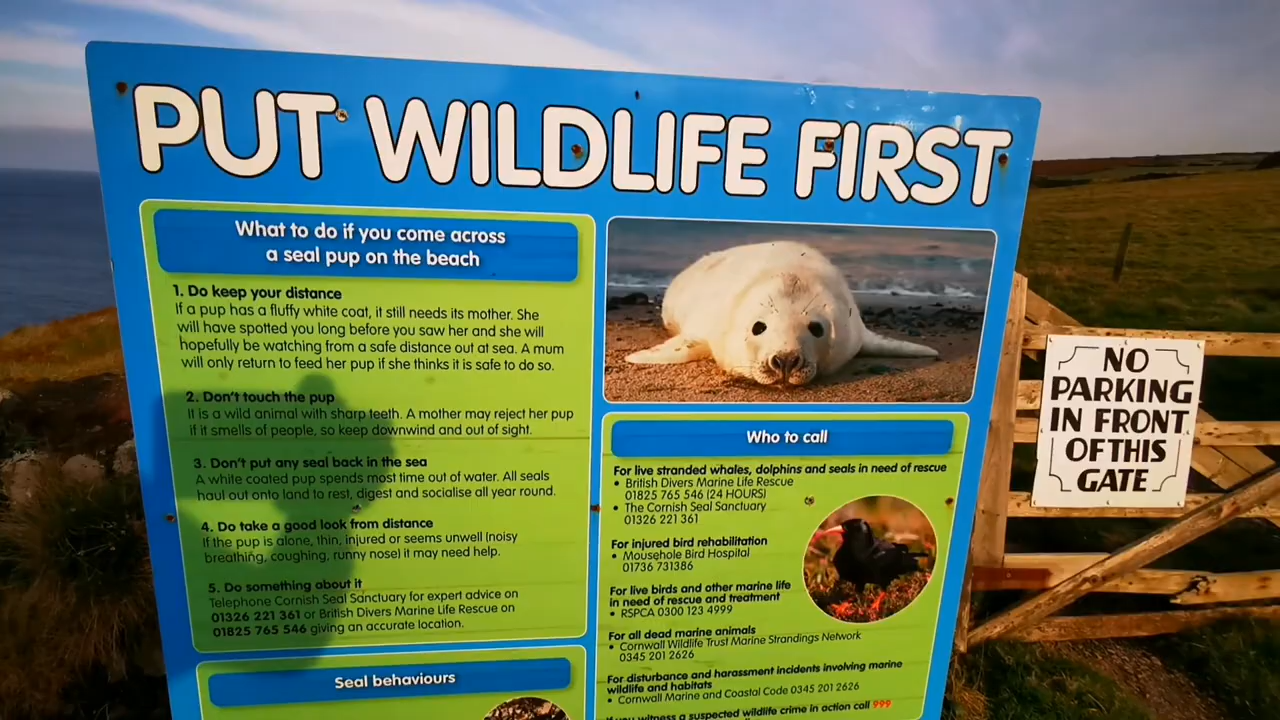 PUT WILDLIFE FIRST
What to do if you come across
a seal pup on the beach
1. Do keep your distance
If a pup has a fluffy white coat, it still needs its mother. She
will have spotted you long before you saw her and she will
hopefully be watching from a safe distance out at sea. A mum
will only return to feed her pup if she thinks it is safe to do so.
2. Don't touch the pup
It is a wild animal with sharp teeth. A mother may reject her pup
if it smells of people, so keep downwind and out of sight.
3. Don't put any seal back in the sea
A white coated pup spends most time out of water. All seals
haul out onto land to rest, digest and socialise all year round.
4. Do take a good look from distance
If the pup is alone, thin, injured or seems unwell (noisy
breathing, coughing, runny nose) it may need help.
5. Do something about it
Telephone Cornish Seal Sanctuary for expert advice on
01326 221 361 or British Divers Marine Life Rescue on
01825 765 546 giving an accurate location.
Seal behaviours
Who to call
For live stranded whales, dolphins and seals in need of rescue
• British Divers Marine Life Rescue
01825 765 546 (24 HOURS)
• The Cornish Seal Sanctuary
01326 221 361
For injured bird rehabilitation
• Mousehole Bird Hospital
01736 731386
For live birds and other marine life
in need of rescue and treatment
• RSPCA 0300 123 4999
For all dead marine animals
• Cornwall Wildlife Trust Marine Strandings Network
0345 201 2626
For disturbance and harassment incidents involving marine
wildlife and habitats
• Cornwall Marine and Coastal Code 0345 201 2626
If you witness a suspected wildlife crime in action call 999
NO
PARKING
IN FRONT
OF THIS
GATE